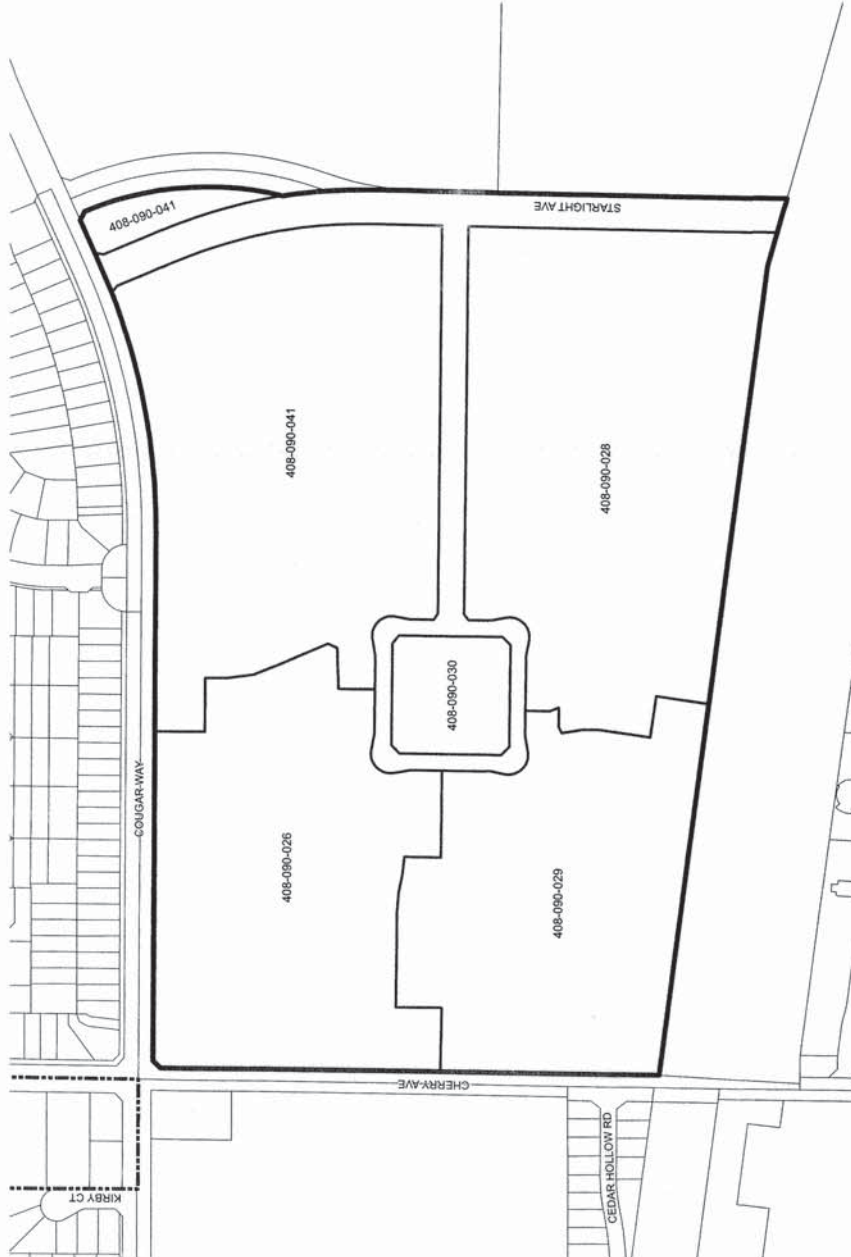 408-090-041
STARLIGHT AVE
408-090-041
408-090-028
408-090-030
COUGAR WAY
408-090-026
408-090-029
CHERRY AVE
CEDAR HOLLOW RD
KIRBY CT